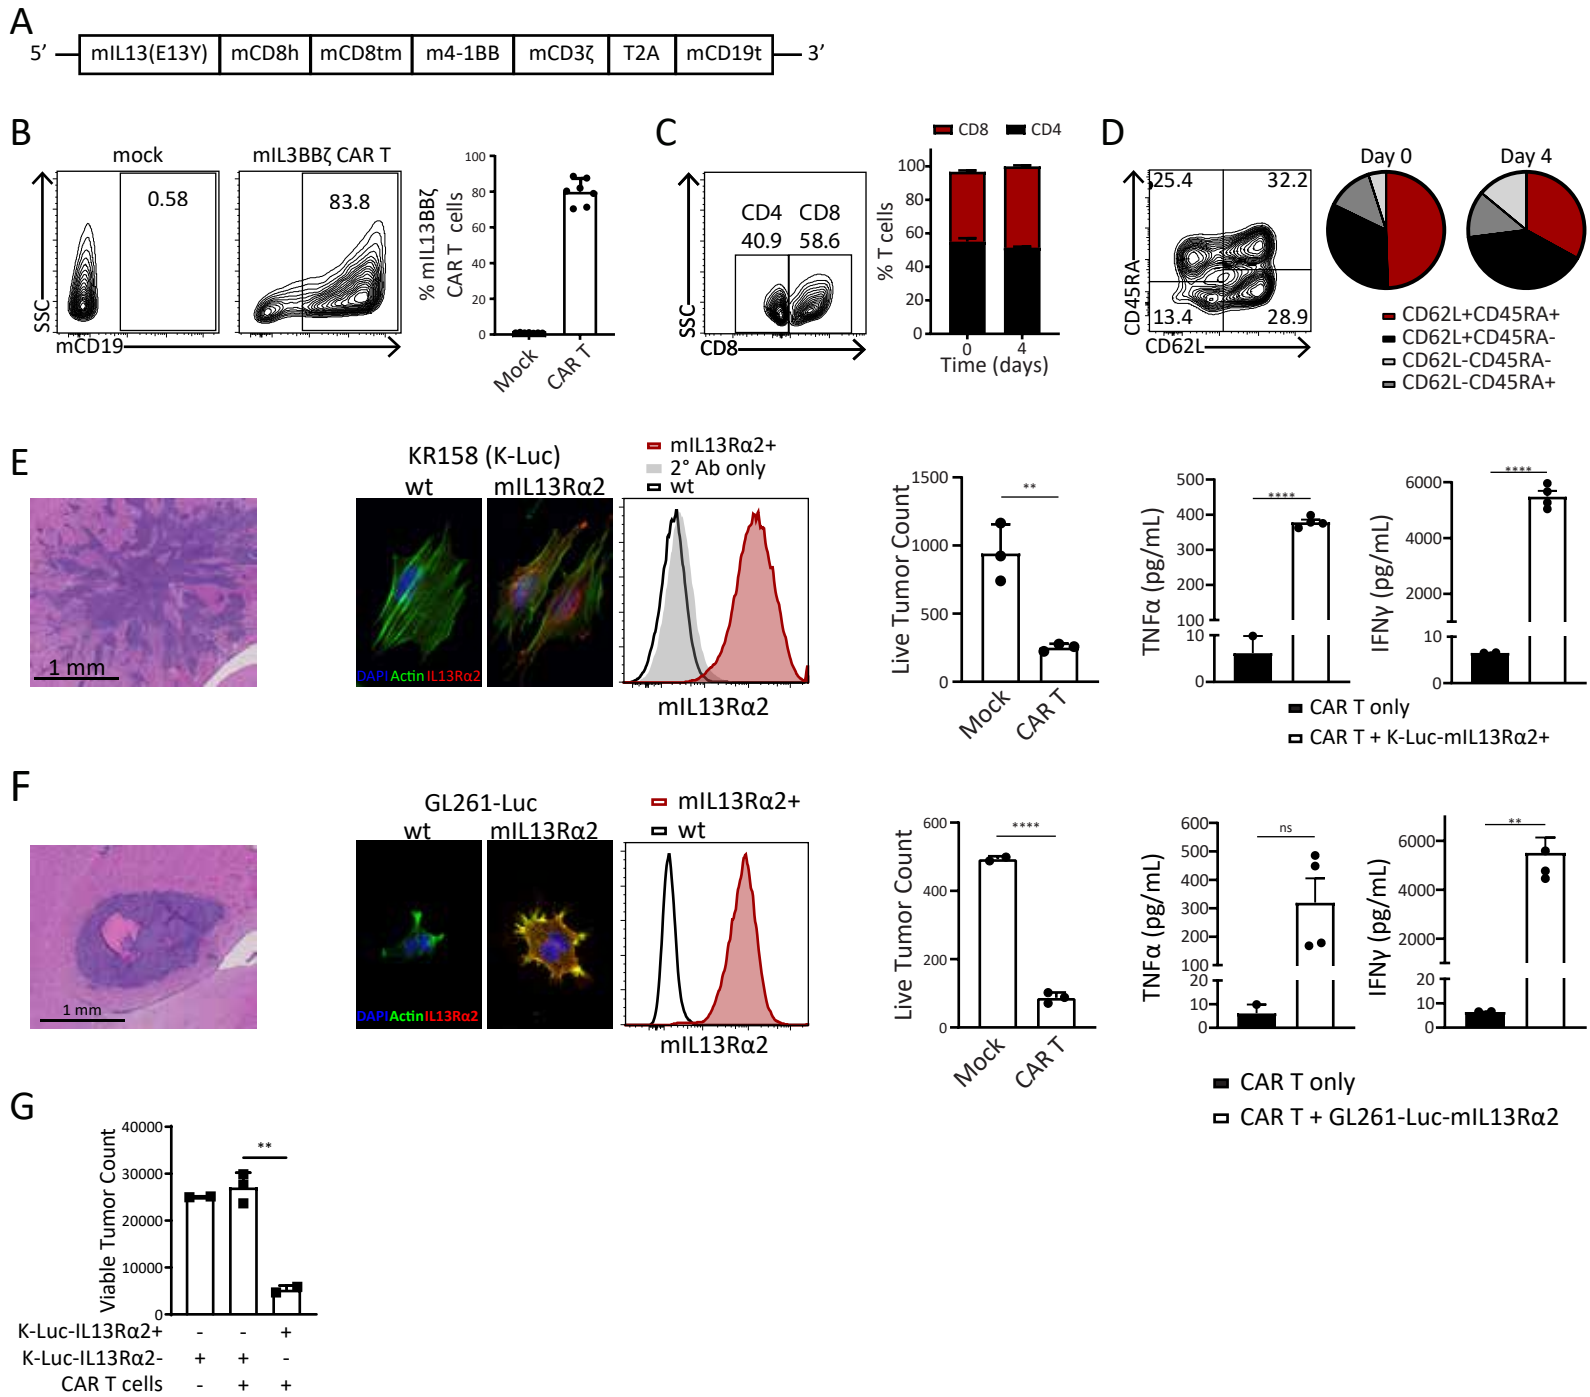 A
5’ mIL13(E13Y) mCD8h mCD8tm m4-1BB mCD3ζ T2A mCD19t 3’
B
mock
mIL3BBζ CAR T
0.58
83.8
SSC
mCD19
% mIL13BBζ
CAR T cells
100
80
60
40
20
0
Mock
CAR T
C
CD4
40.9
CD8
58.6
SSC
CD8
CD8
CD4
% T cells
100
80
60
40
20
0
0
4
Time (days)
D
25.4
32.2
13.4
28.9
CD45RA
CD62L
Day 0
Day 4
CD62L+CD45RA+
CD62L+CD45RA-
CD62L-CD45RA-
CD62L-CD45RA+
E
1 mm
KR158 (K-Luc)
wt
mIL13Rα2
DAPI Actin IL13Rα2
mIL13Rα2+
2° Ab only
wt
mIL13Rα2
Live Tumor Count
1500
1000
500
0
**
Mock
CAR T
TNFα (pg/mL)
500
400
300
200
100
10
0
****
IFNγ (pg/mL)
6000
4000
2000
10
0
****
CAR T only
CAR T + K-Luc-mIL13Rα2+
F
1 mm
GL261-Luc
wt
mIL13Rα2
DAPI Actin IL13Rα2
mIL13Rα2+
wt
mIL13Rα2
Live Tumor Count
600
400
200
0
****
Mock
CAR T
TNFα (pg/mL)
600
500
400
300
200
100
20
10
0
ns
IFNγ (pg/mL)
6000
4000
2000
20
10
0
**
CAR T only
CAR T + GL261-Luc-mIL13Rα2
G
Viable Tumor Count
40000
30000
20000
10000
0
**
K-Luc-IL13Rα2+ - - +
K-Luc-IL13Rα2- + + -
CAR T cells - + +